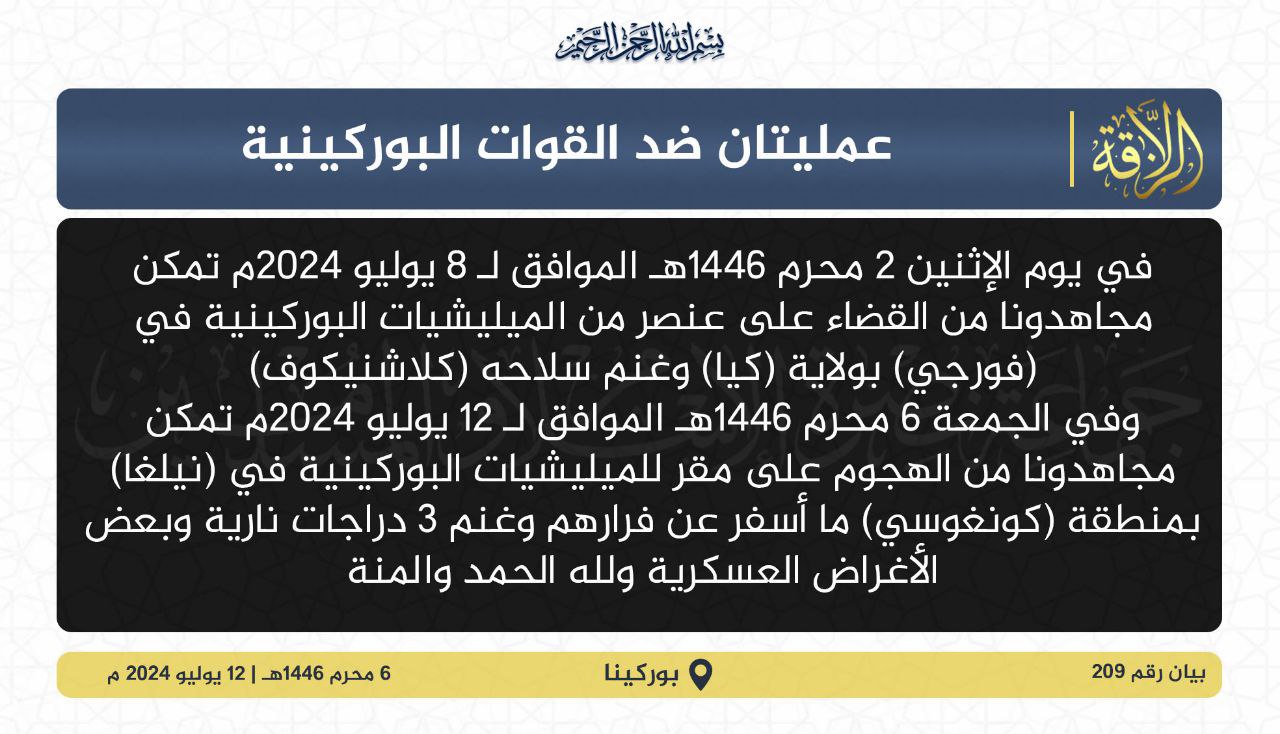 بسم الله الرحمن الرحيم
الزلاقة
عمليتان ضد القوات البوركينية
في يوم الإثنين 2 محرم 1446هـ الموافق لـ 8 يوليو 2024م تمكن
مجاهدونا من القضاء على عنصر من الميليشيات البوركينية في
(فورجي) بولاية (كيا) وغنم سلاحه (كلاشنيكوف)
وفي الجمعة 6 محرم 1446هـ الموافق لـ 12 يوليو 2024م تمكن
مجاهدونا من الهجوم على مقر للميليشيات البوركينية في (نيلغا)
بمنطقة (كونغوسي) ما أسفر عن فرارهم وغنم 3 دراجات نارية وبعض
الأغراض العسكرية ولله الحمد والمنة
بيان رقم 209
بوركينا
6 محرم 1446هـ | 12 يوليو 2024 م